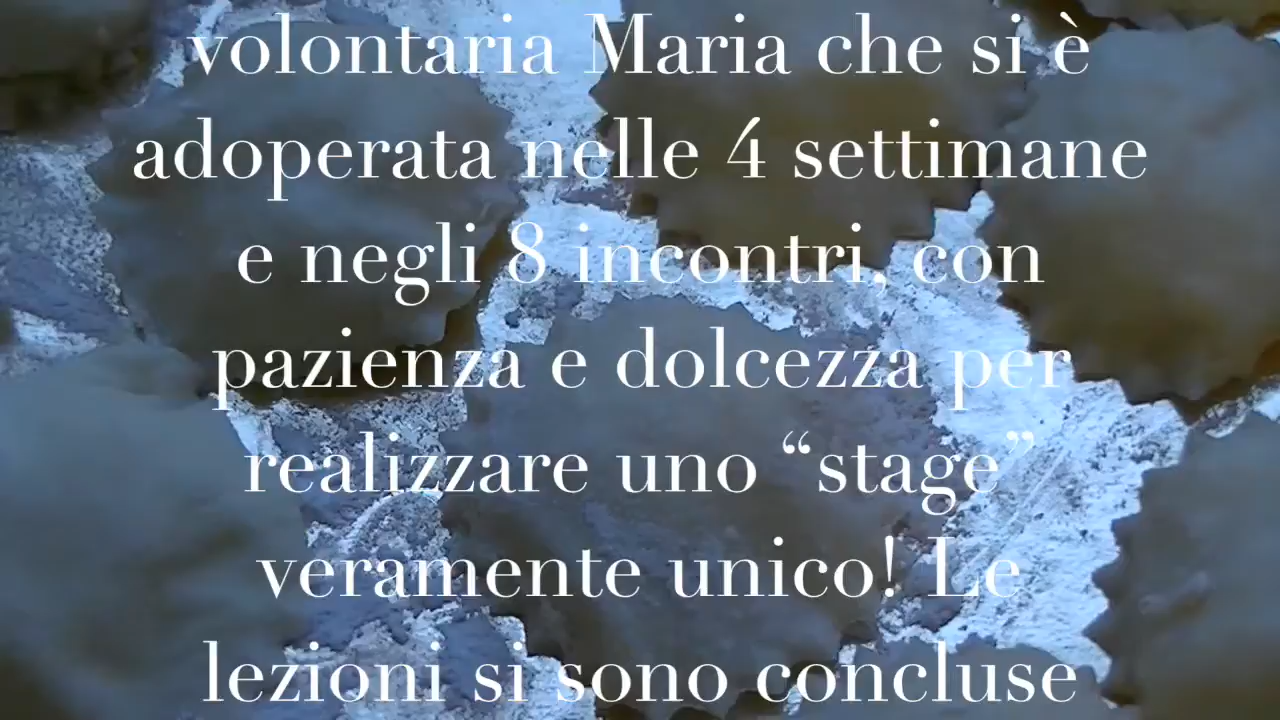 volontaria Maria che si è
adoperata nelle 4 settimane
e negli 8 incontri, con
pazienza e dolcezza per
realizzare uno “stage”
veramente unico! Le
lezioni si sono concluse